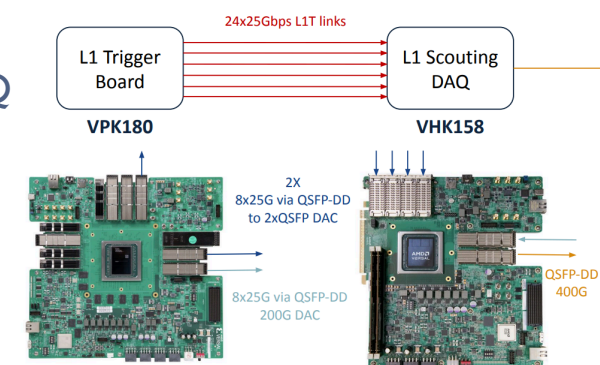 24x25Gbps L1T links
L1 Trigger
Board
L1 Scouting
DAQ
Q
VPK180
VHK158
2X
8x25G via QSFP-DD
to 2xQSFP DAC
8x25G via QSFP-DD
200G DAC
AMD
VERSAL
QSFP-DD
400G